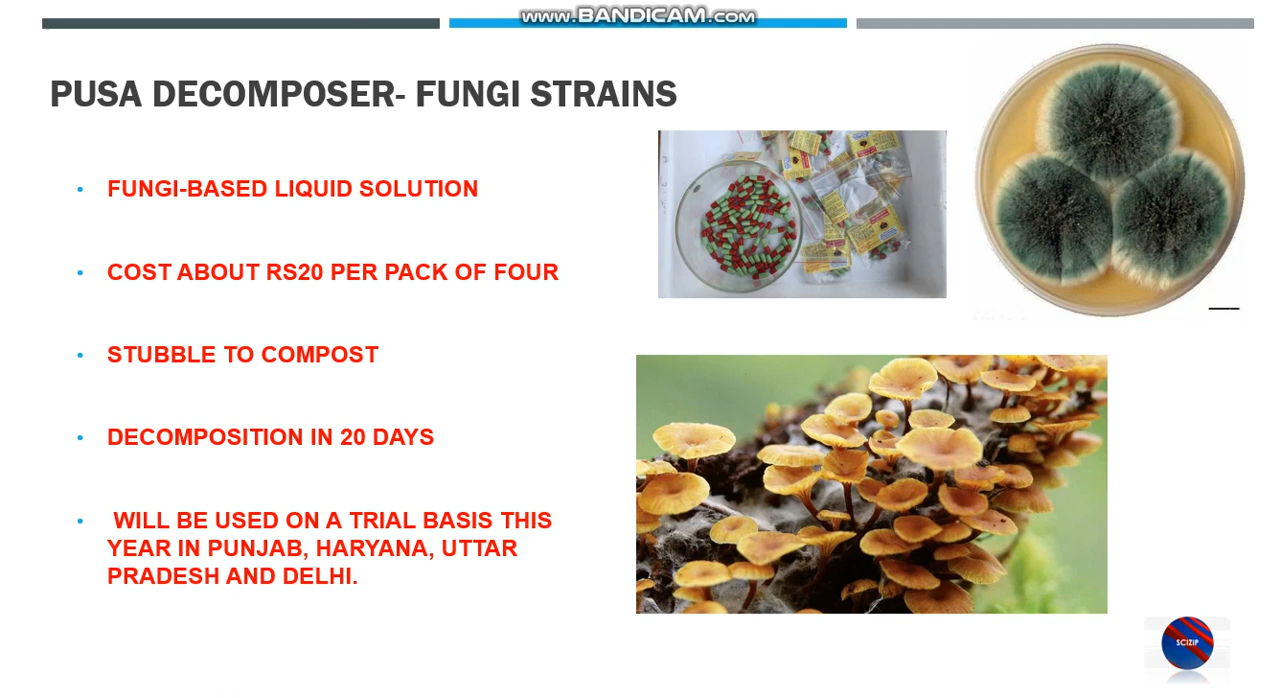 www.BANDICAM.com
PUSA DECOMPOSER- FUNGI STRAINS
• FUNGI-BASED LIQUID SOLUTION
• COST ABOUT RS20 PER PACK OF FOUR
• STUBBLE TO COMPOST
• DECOMPOSITION IN 20 DAYS
• WILL BE USED ON A TRIAL BASIS THIS
YEAR IN PUNJAB, HARYANA, UTTAR
PRADESH AND DELHI.
SCIZIP